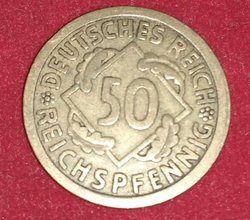 DEUTSCHES REICH
50
REICHSPFENNIG